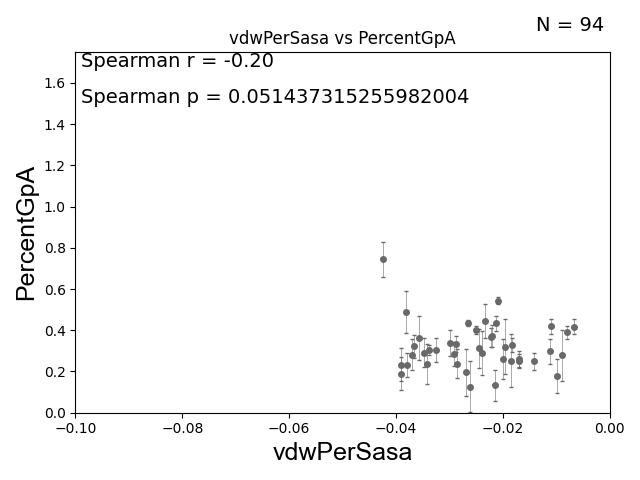 N = 94
vdwPerSasa vs PercentGpA
Spearman r = -0.20
Spearman p = 0.051437315255982004
PercentGpA
1.6
1.4
1.2
1.0
0.8
0.6
0.4
0.2
0.0
−0.10 −0.08 −0.06 −0.04 −0.02 0.00
vdwPerSasa